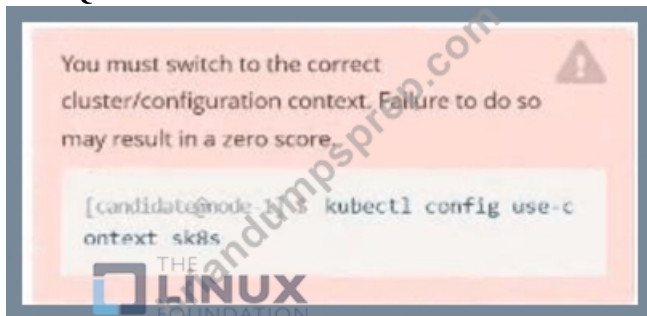 You must switch to the correct
cluster/configuration context. Failure to do so
may result in a zero score.
[candidate@node-1] $ kubectl config use-c
ontext sk8s
THE
LINUX
FOUNDATION